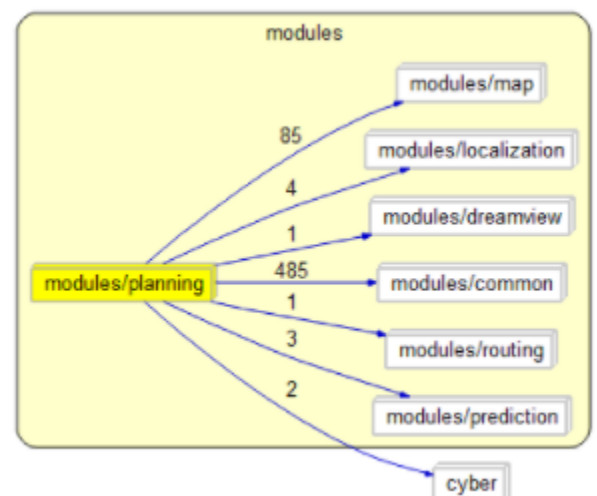 modules
modules/map
85
modules/localization
4
modules/dreamview
1
485
modules/planning
modules/common
1
modules/routing
3
modules/prediction
2
cyber